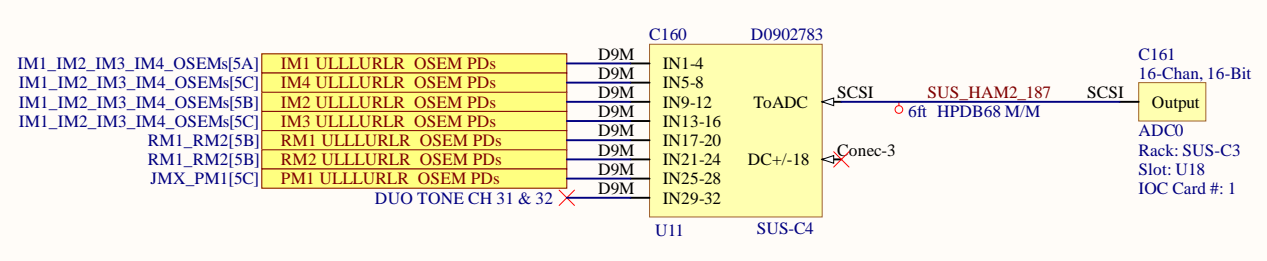 C160 D0902783
IM1_IM2_IM3_IM4_OSEMs[5A] IM1 ULLLURLR OSEM PDs D9M IN1-4
IM1_IM2_IM3_IM4_OSEMs[5C] IM4 ULLLURLR OSEM PDs D9M IN5-8
IM1_IM2_IM3_IM4_OSEMs[5B] IM2 ULLLURLR OSEM PDs D9M IN9-12
IM1_IM2_IM3_IM4_OSEMs[5C] IM3 ULLLURLR OSEM PDs D9M IN13-16
RM1_RM2[5B] RM1 ULLLURLR OSEM PDs D9M IN17-20
RM1_RM2[5B] RM2 ULLLURLR OSEM PDs D9M IN21-24
JMX_PM1[5C] PM1 ULLLURLR OSEM PDs D9M IN25-28
DUO TONE CH 31 & 32 D9M IN29-32
ToADC SCSI SUS_HAM2_187 SCSI
6ft HPDB68 M/M
DC+/-18 Conec-3
U11 SUS-C4
C161
16-Chan, 16-Bit
Output
ADC0
Rack: SUS-C3
Slot: U18
IOC Card #: 1